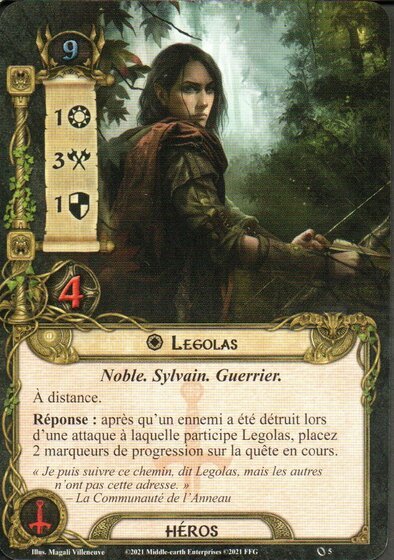 9
1
3
1
4
Legolas
Noble. Sylvain. Guerrier.
À distance.
Réponse : après qu'un ennemi a été détruit lors
d'une attaque à laquelle participe Legolas, placez
2 marqueurs de progression sur la quête en cours.
« Je puis suivre ce chemin, dit Legolas, mais les autres
n'ont pas cette adresse. »
– La Communauté de l'Anneau
HÉROS
Illus. Magali Villeneuve
©2021 Middle-earth Enterprises ©2021 FFG
5